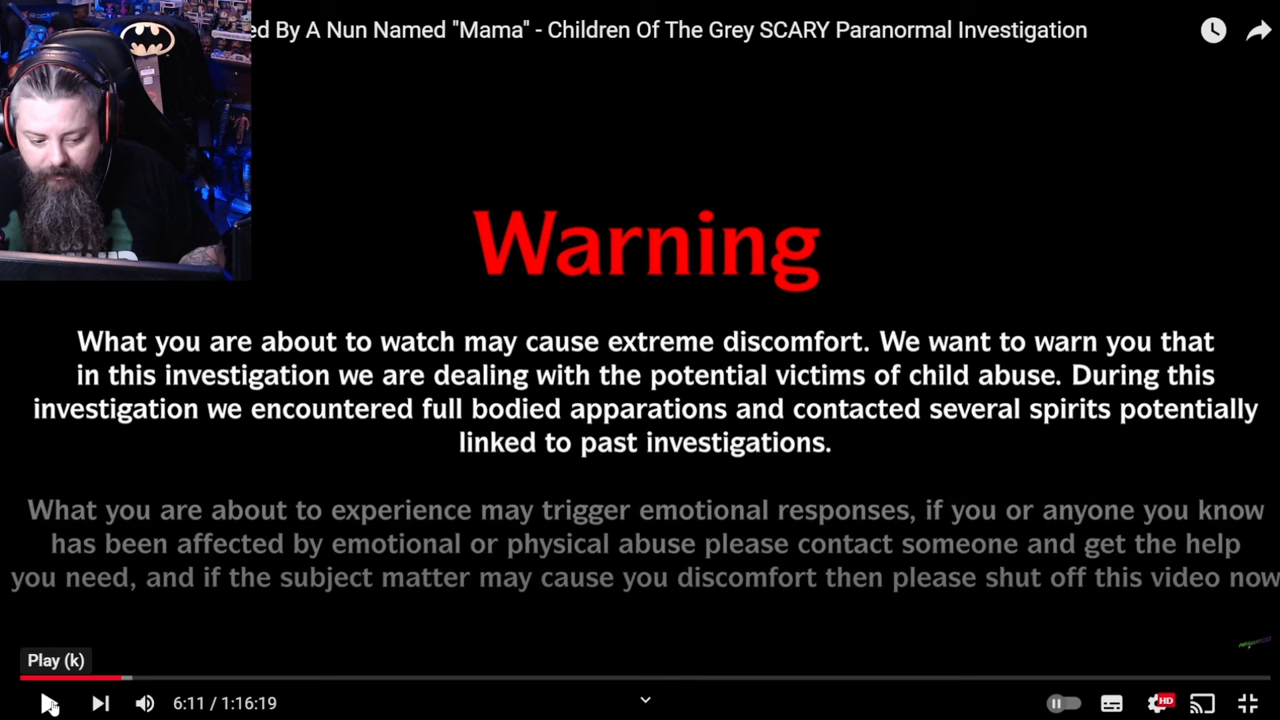 ed By A Nun Named "Mama" - Children Of The Grey SCARY Paranormal Investigation
Warning
What you are about to watch may cause extreme discomfort. We want to warn you that
in this investigation we are dealing with the potential victims of child abuse. During this
investigation we encountered full bodied apparations and contacted several spirits potentially
linked to past investigations.
What you are about to experience may trigger emotional responses, if you or anyone you know
has been affected by emotional or physical abuse please contact someone and get the help
you need, and if the subject matter may cause you discomfort then please shut off this video now
Play (k)
6:11 / 1:16:19
HD